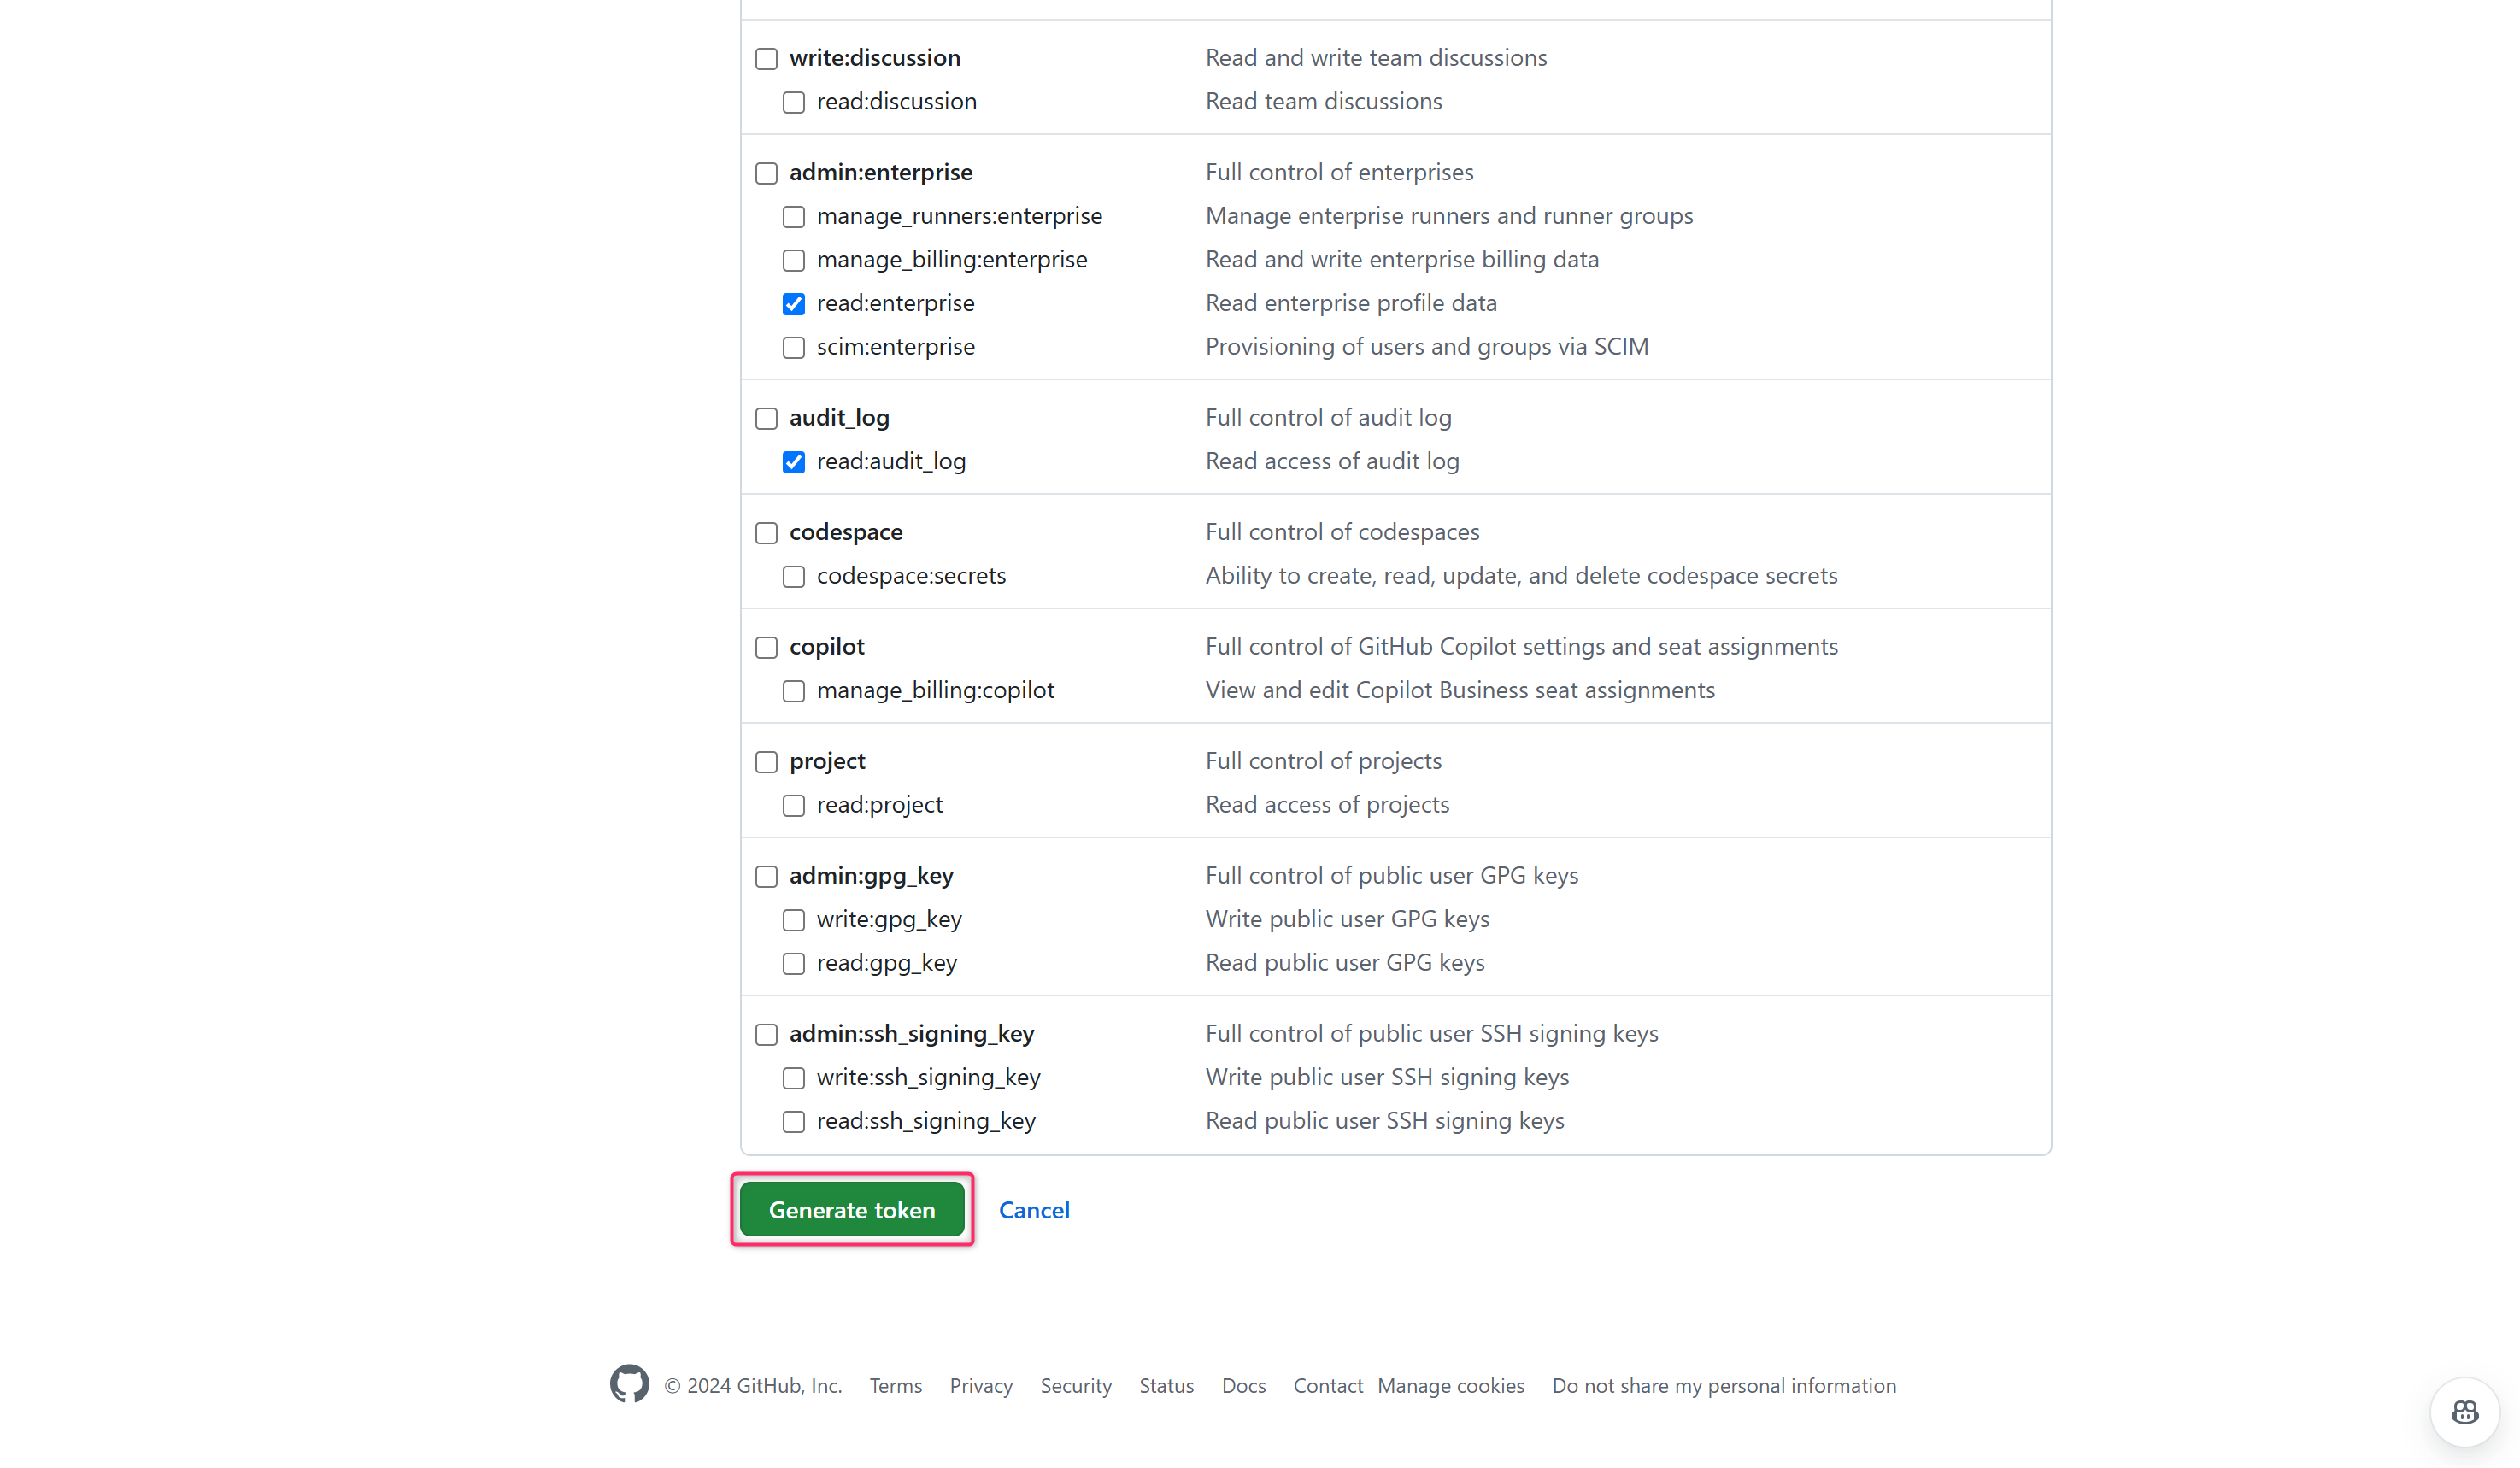 write:discussion Read and write team discussions
read:discussion Read team discussions
admin:enterprise Full control of enterprises
manage_runners:enterprise Manage enterprise runners and runner groups
manage_billing:enterprise Read and write enterprise billing data
read:enterprise Read enterprise profile data
scim:enterprise Provisioning of users and groups via SCIM
audit_log Full control of audit log
read:audit_log Read access of audit log
codespace Full control of codespaces
codespace:secrets Ability to create, read, update, and delete codespace secrets
copilot Full control of GitHub Copilot settings and seat assignments
manage_billing:copilot View and edit Copilot Business seat assignments
project Full control of projects
read:project Read access of projects
admin:gpg_key Full control of public user GPG keys
write:gpg_key Write public user GPG keys
read:gpg_key Read public user GPG keys
admin:ssh_signing_key Full control of public user SSH signing keys
write:ssh_signing_key Write public user SSH signing keys
read:ssh_signing_key Read public user SSH signing keys
Generate token Cancel
© 2024 GitHub, Inc. Terms Privacy Security Status Docs Contact Manage cookies Do not share my personal information